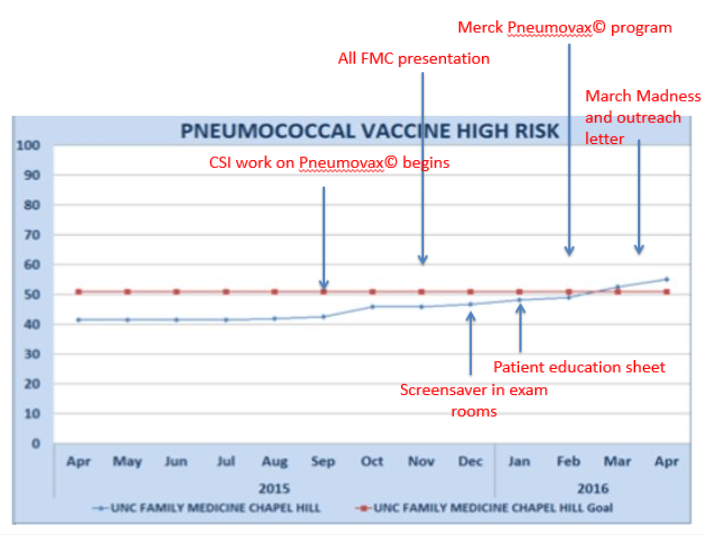 Merck Pneumovax© program
All FMC presentation
March Madness
and outreach
letter
PNEUMOCOCCAL VACCINE HIGH RISK
CSI work on Pneumovax© begins
100
90
80
70
60
50
40
30
20
10
0
Patient education sheet
Screensaver in exam
rooms
Apr May Jun Jul Aug Sep Oct Nov Dec Jan Feb Mar Apr
2015 2016
UNC FAMILY MEDICINE CHAPEL HILL UNC FAMILY MEDICINE CHAPEL HILL Goal